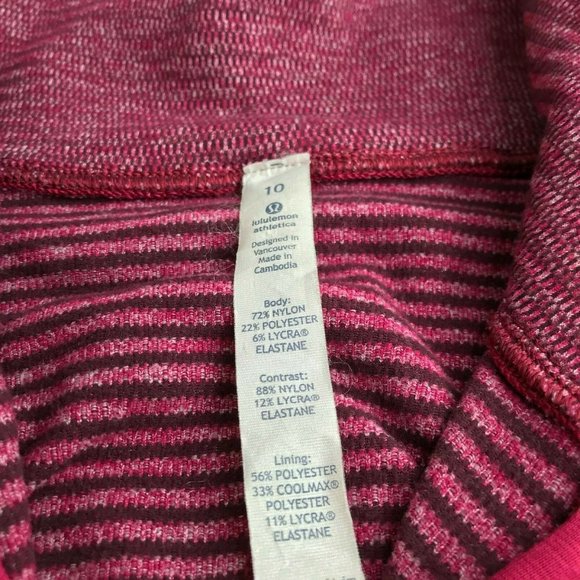 10
lululemon
athletica
Designed in
Vancouver
Made in
Cambodia
Body:
72% NYLON
22% POLYESTER
6% LYCRA®
ELASTANE
Contrast:
88% NYLON
12% LYCRA®
ELASTANE
Lining:
56% POLYESTER
33% COOLMAX®
POLYESTER
11% LYCRA®
ELASTANE